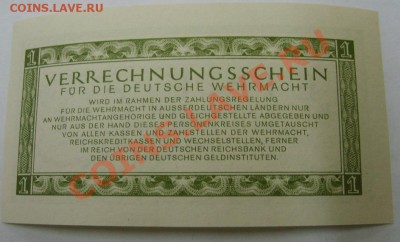 COINS.LAVE.RU
COINS.LAVE.RU
1
1
VERRECHNUNGSSCHEIN
FÜR DIE DEUTSCHE WEHRMACHT
WIRD IM RAHMEN DER ZAHLUNGSREGELUNG
FÜR DIE WEHRMACHT IN AUSSERDEUTSCHEN LÄNDERN NUR
AN WEHRMACHTANGEHÖRIGE UND GLEICHGESTELLTE ABGEGEBEN UND
NUR AUS DER HAND DIESES PERSONENKREISES UMGETAUSCHT
VON ALLEN KASSEN UND ZAHLSTELLEN DER WEHRMACHT,
REICHSKREDITKASSEN UND WECHSELSTELLEN, FERNER
IM REICH VON DER DEUTSCHEN REICHSBANK UND
DEN ÜBRIGEN DEUTSCHEN GELDINSTITUTEN.
1
1